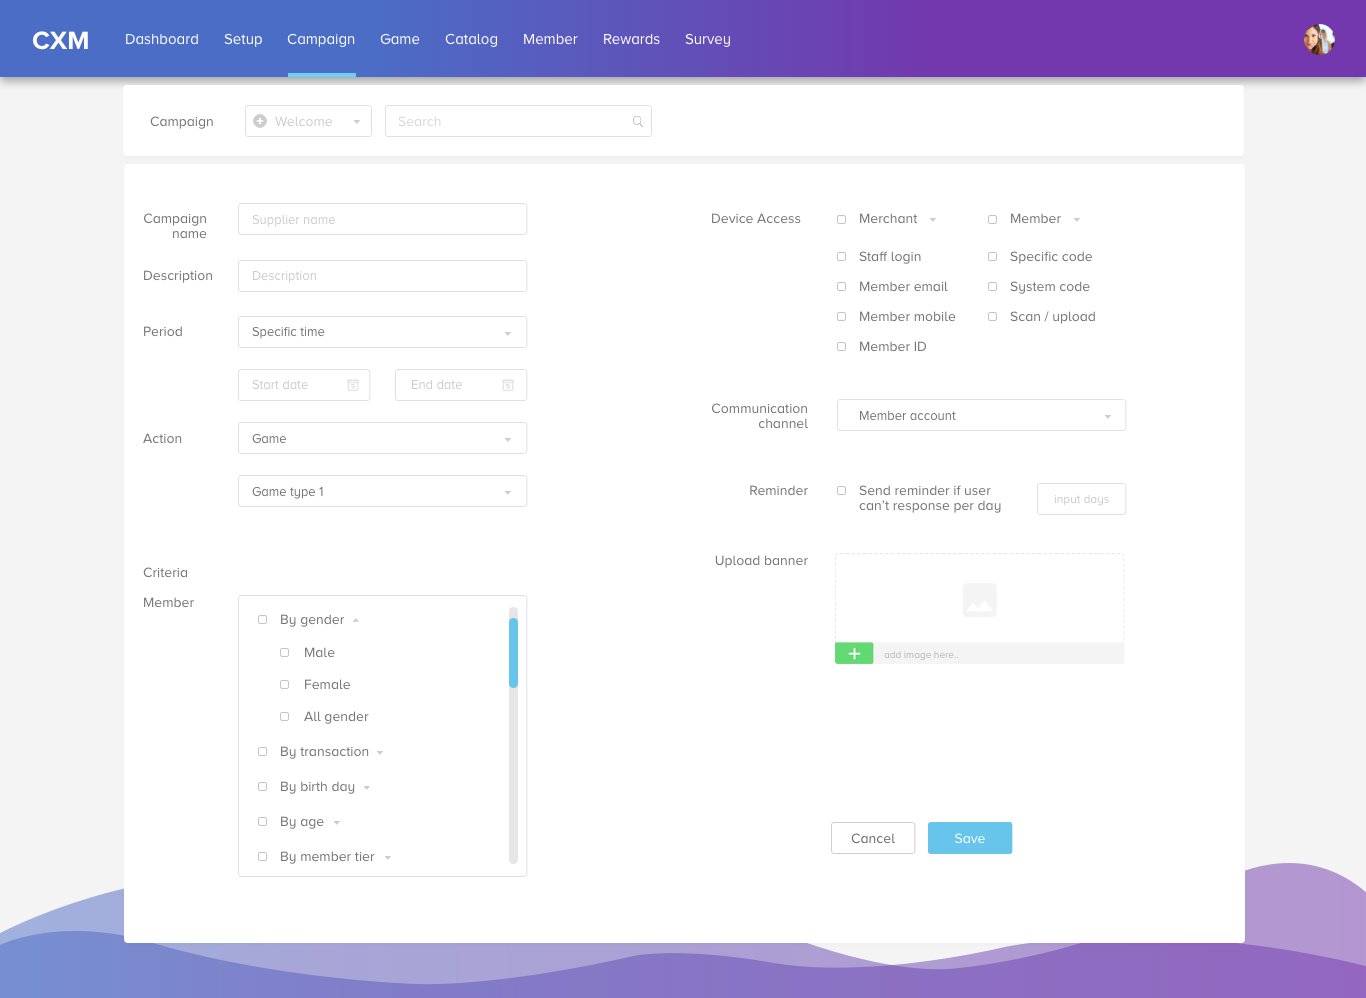 CXM
Dashboard
Setup
Campaign
Game
Catalog
Member
Rewards
Survey
Campaign
Welcome
Search
Campaign
name
Supplier name
Description
Description
Period
Specific time
Start date
End date
Action
Game
Game type 1
Criteria
Member
By gender
Male
Female
All gender
By transaction
By birth day
By age
By member tier
Device Access
Merchant
Member
Staff login
Specific code
Member email
System code
Member mobile
Scan / upload
Member ID
Communication
channel
Member account
Reminder
Send reminder if user
can't response per day
input days
Upload banner
add image here..
Cancel
Save